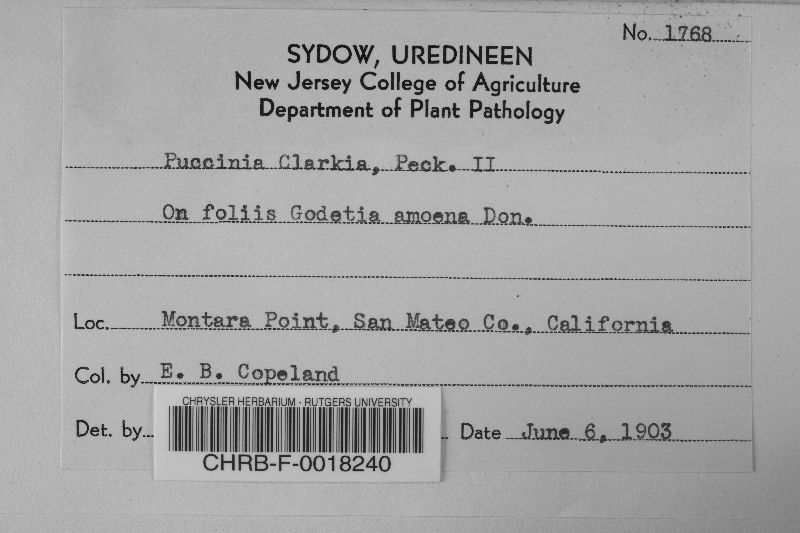 No. 1768
SYDOW, UREDINEEN
New Jersey College of Agriculture
Department of Plant Pathology
Puccinia Clarkia, Peck. II
On foliis Godetia amoena Don.
Loc. Montara Point, San Mateo Co., California
Col. by E. B. Copeland
CHRYSLER HERBARIUM - RUTGERS UNIVERSITY
Det. by
Date June 6, 1903
CHRB-F-0018240